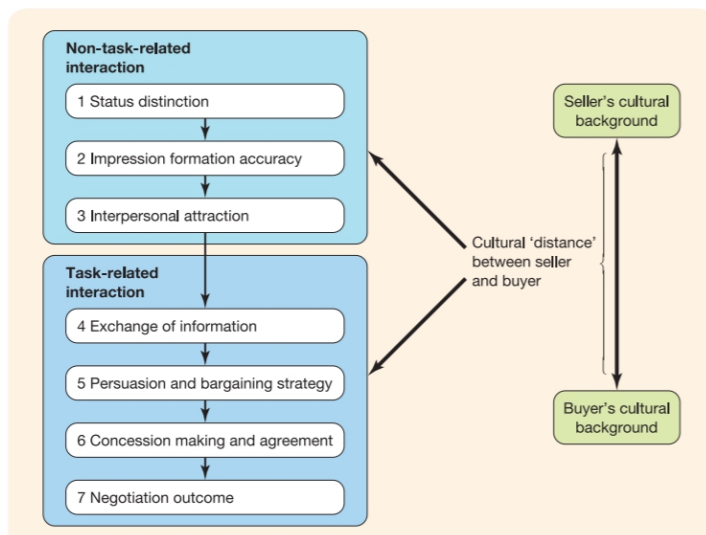 Non-task-related
interaction
1 Status distinction
2 Impression formation accuracy
3 Interpersonal attraction
Task-related
interaction
4 Exchange of information
5 Persuasion and bargaining strategy
6 Concession making and agreement
7 Negotiation outcome
Cultural ‘distance’
between seller
and buyer
Seller’s cultural
background
Buyer’s cultural
background